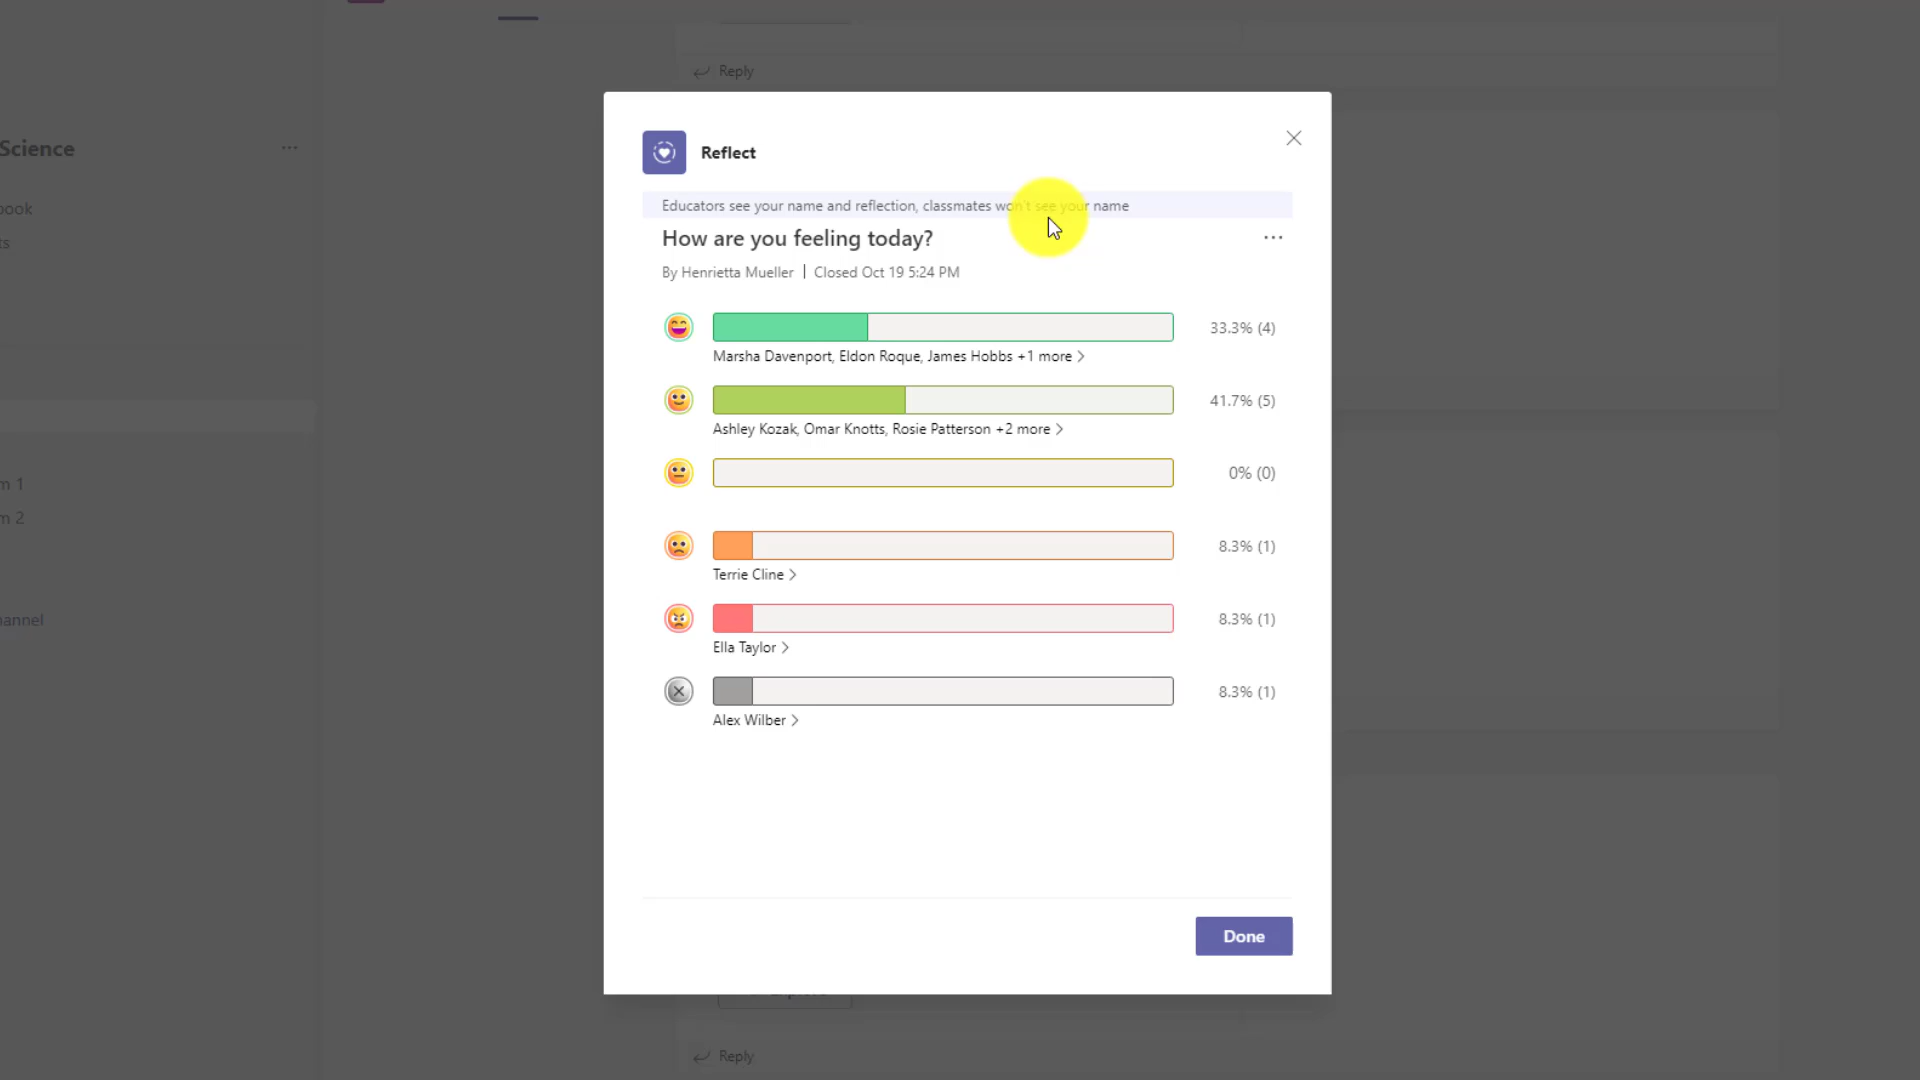 Reply
Science
Reflect
Educators see your name and reflection, classmates won't see your name
How are you feeling today?
By Henrietta Mueller | Closed Oct 19 5:24 PM
33.3% (4)
Marsha Davenport, Eldon Roque, James Hobbs +1 more >
41.7% (5)
Ashley Kozak, Omar Knotts, Rosie Patterson +2 more >
0% (0)
8.3% (1)
Terrie Cline >
8.3% (1)
Ella Taylor >
8.3% (1)
Alex Wilber >
ook
ts
m 1
m 2
annel
Done
Reply